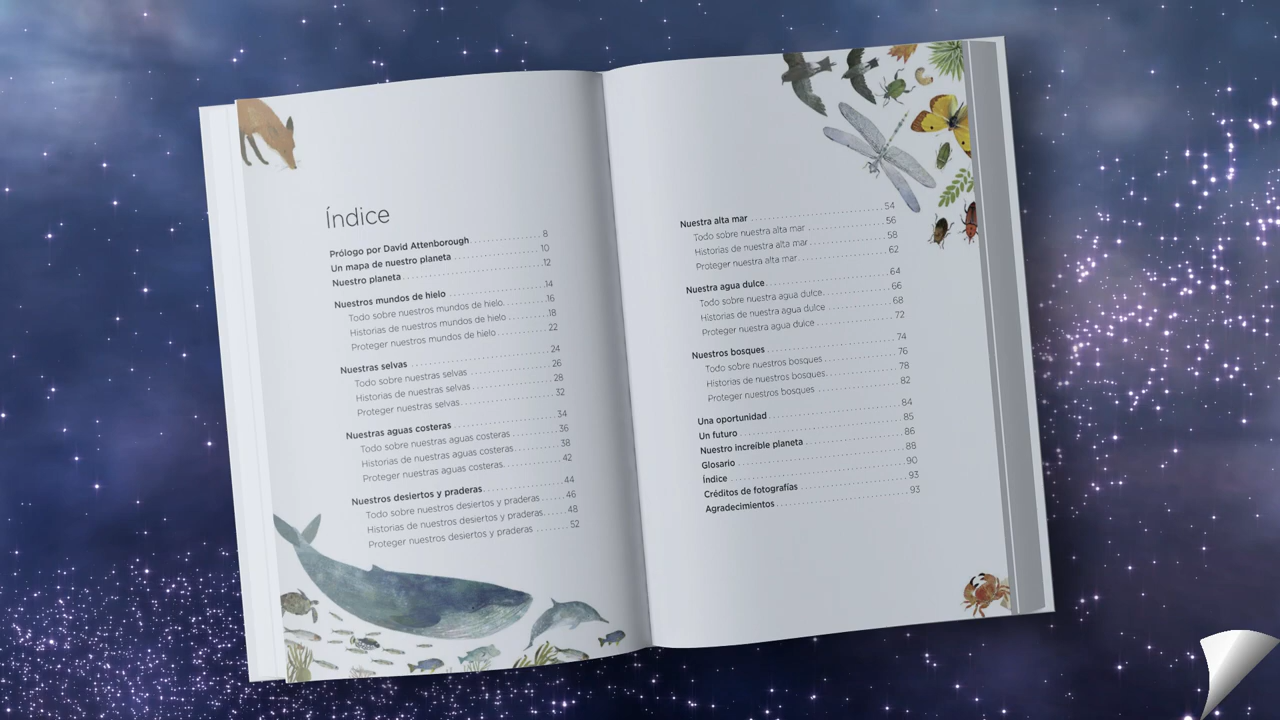 Índice
Prólogo por David Attenborough 8
Un mapa de nuestro planeta 10
Nuestro planeta 12
Nuestros mundos de hielo 14
Todo sobre nuestros mundos de hielo 16
Historias de nuestros mundos de hielo 18
Proteger nuestros mundos de hielo 22
Nuestras selvas 24
Todo sobre nuestras selvas 26
Historias de nuestras selvas 28
Proteger nuestras selvas 32
Nuestras aguas costeras 34
Todo sobre nuestras aguas costeras 36
Historias de nuestras aguas costeras 38
Proteger nuestras aguas costeras 42
Nuestros desiertos y praderas 44
Todo sobre nuestros desiertos y praderas 46
Historias de nuestros desiertos y praderas 48
Proteger nuestros desiertos y praderas 52
Nuestra alta mar 54
Todo sobre nuestra alta mar 56
Historias de nuestra alta mar 58
Proteger nuestra alta mar 62
Nuestra agua dulce 64
Todo sobre nuestra agua dulce 66
Historias de nuestra agua dulce 68
Proteger nuestra agua dulce 72
Nuestros bosques 74
Todo sobre nuestros bosques 76
Historias de nuestros bosques 78
Proteger nuestros bosques 82
Una oportunidad 84
Un futuro 85
Nuestro increíble planeta 86
Glosario 88
Índice 90
Créditos de fotografías 93
Agradecimientos 93